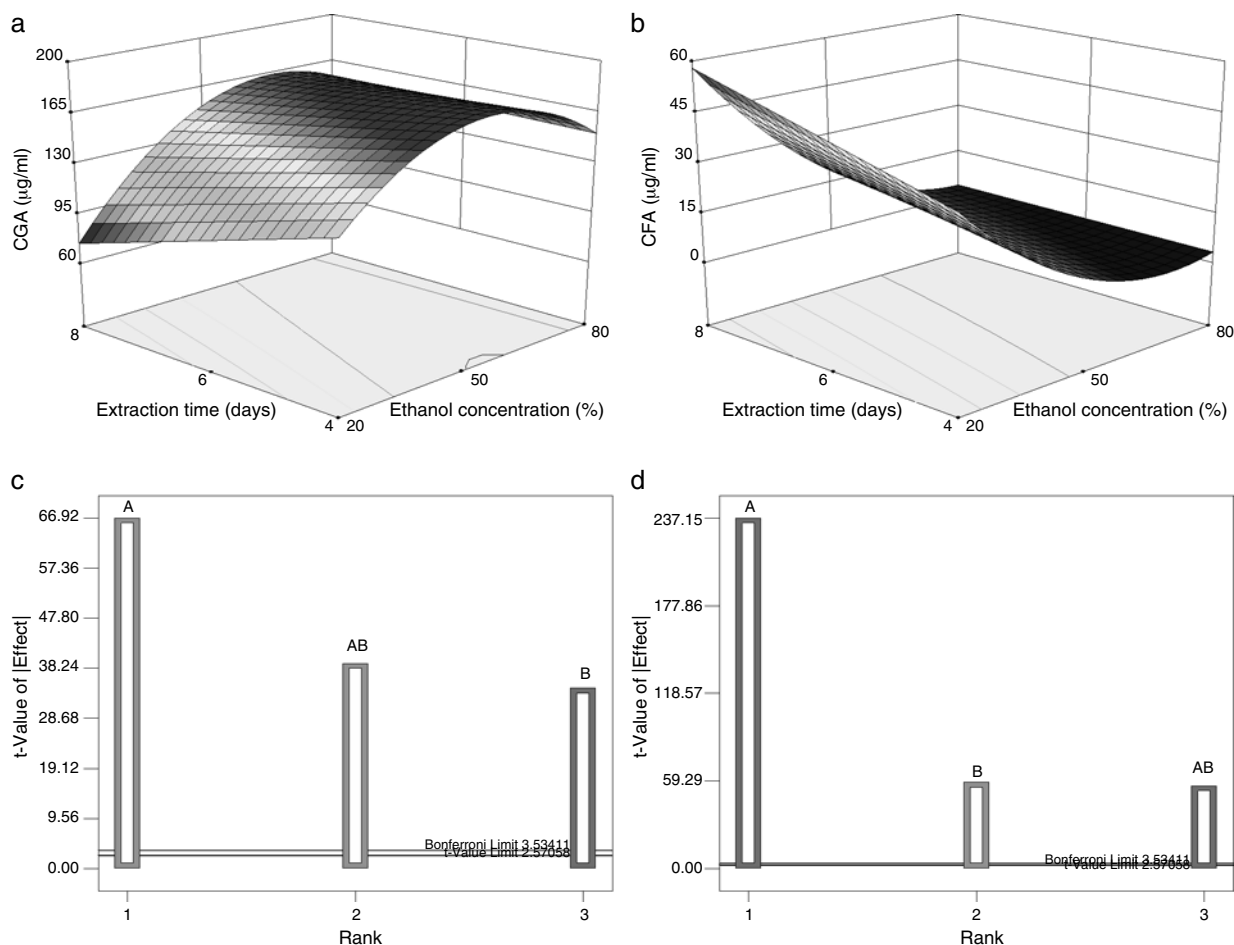 a
200
165
130
95
60
CGA (µg/ml)
8
6
4
20
50
80
Extraction time (days)
Ethanol concentration (%)
b
60
45
30
15
0
CFA (µg/ml)
8
6
4
20
50
80
Extraction time (days)
Ethanol concentration (%)
c
66.92
57.36
47.80
38.24
28.68
19.12
9.56
0.00
t-Value of |Effect|
A
AB
B
Bonferroni Limit 3.53411
t-Value Limit 2.57058
1
2
3
Rank
d
237.15
177.86
118.57
59.29
0.00
t-Value of |Effect|
A
B
AB
Bonferroni Limit 3.53411
t-Value Limit 2.57058
1
2
3
Rank